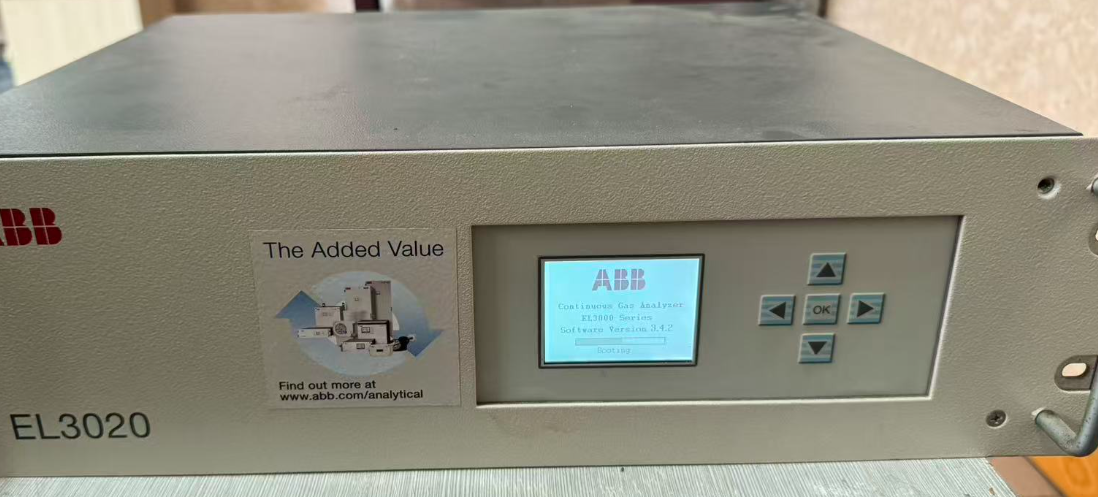 ABB
The Added Value
Find out more at
www.abb.com/analytical
EL3020
ABB
Continuous Gas Analyzer
EL3000 Series
Software Version 3.4.2
Booting
OK